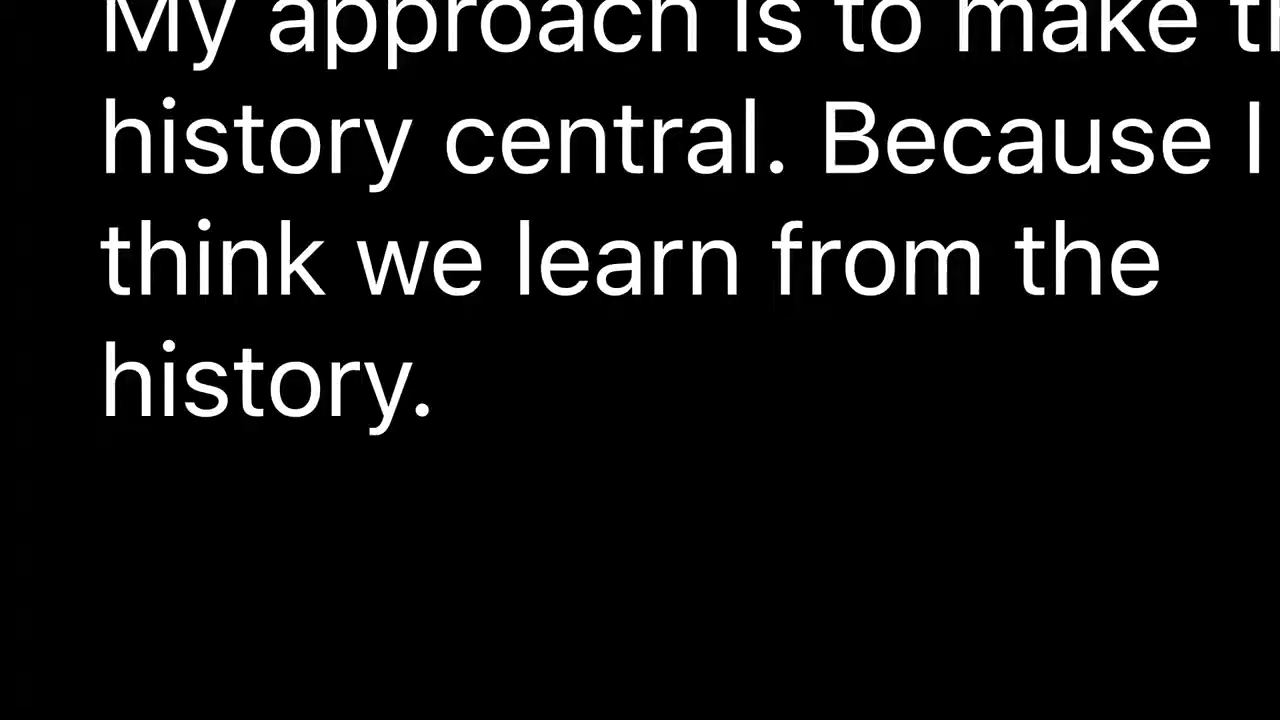 My approach is to make
history central. Because I
think we learn from the
history.